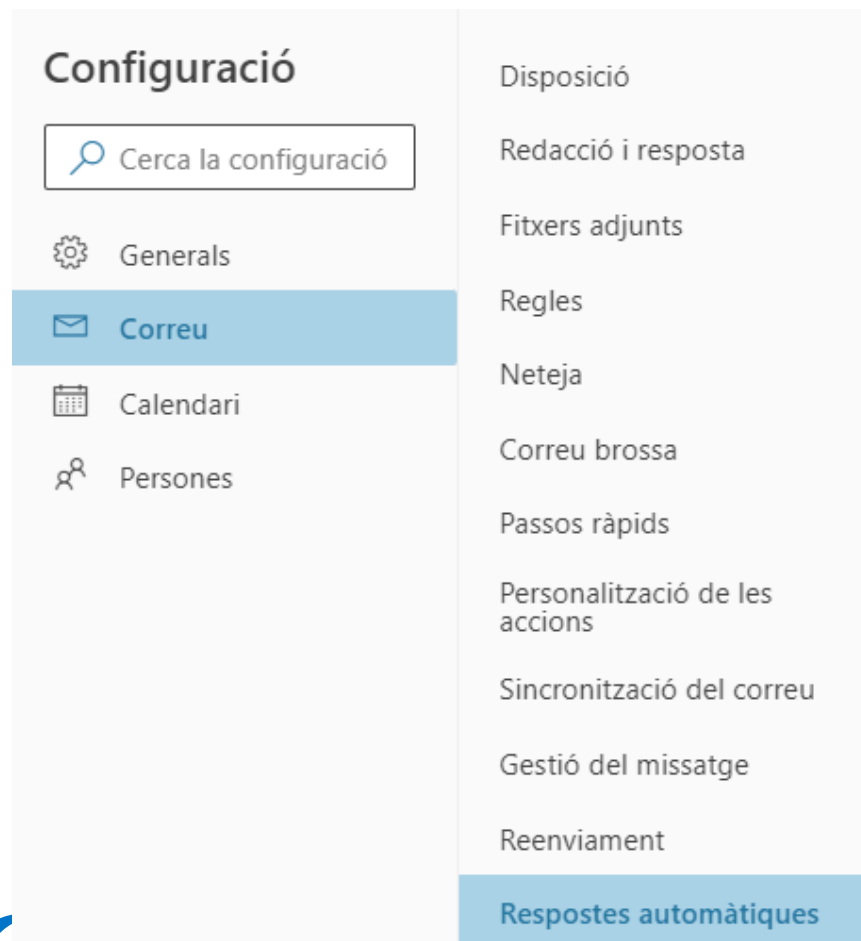 Configuració
Cerca la configuració
Generals
Correu
Calendari
Persones
Disposició
Redacció i resposta
Fitxers adjunts
Regles
Neteja
Correu brossa
Passos ràpids
Personalització de les
accions
Sincronització del correu
Gestió del missatge
Reenviament
Respostes automàtiques